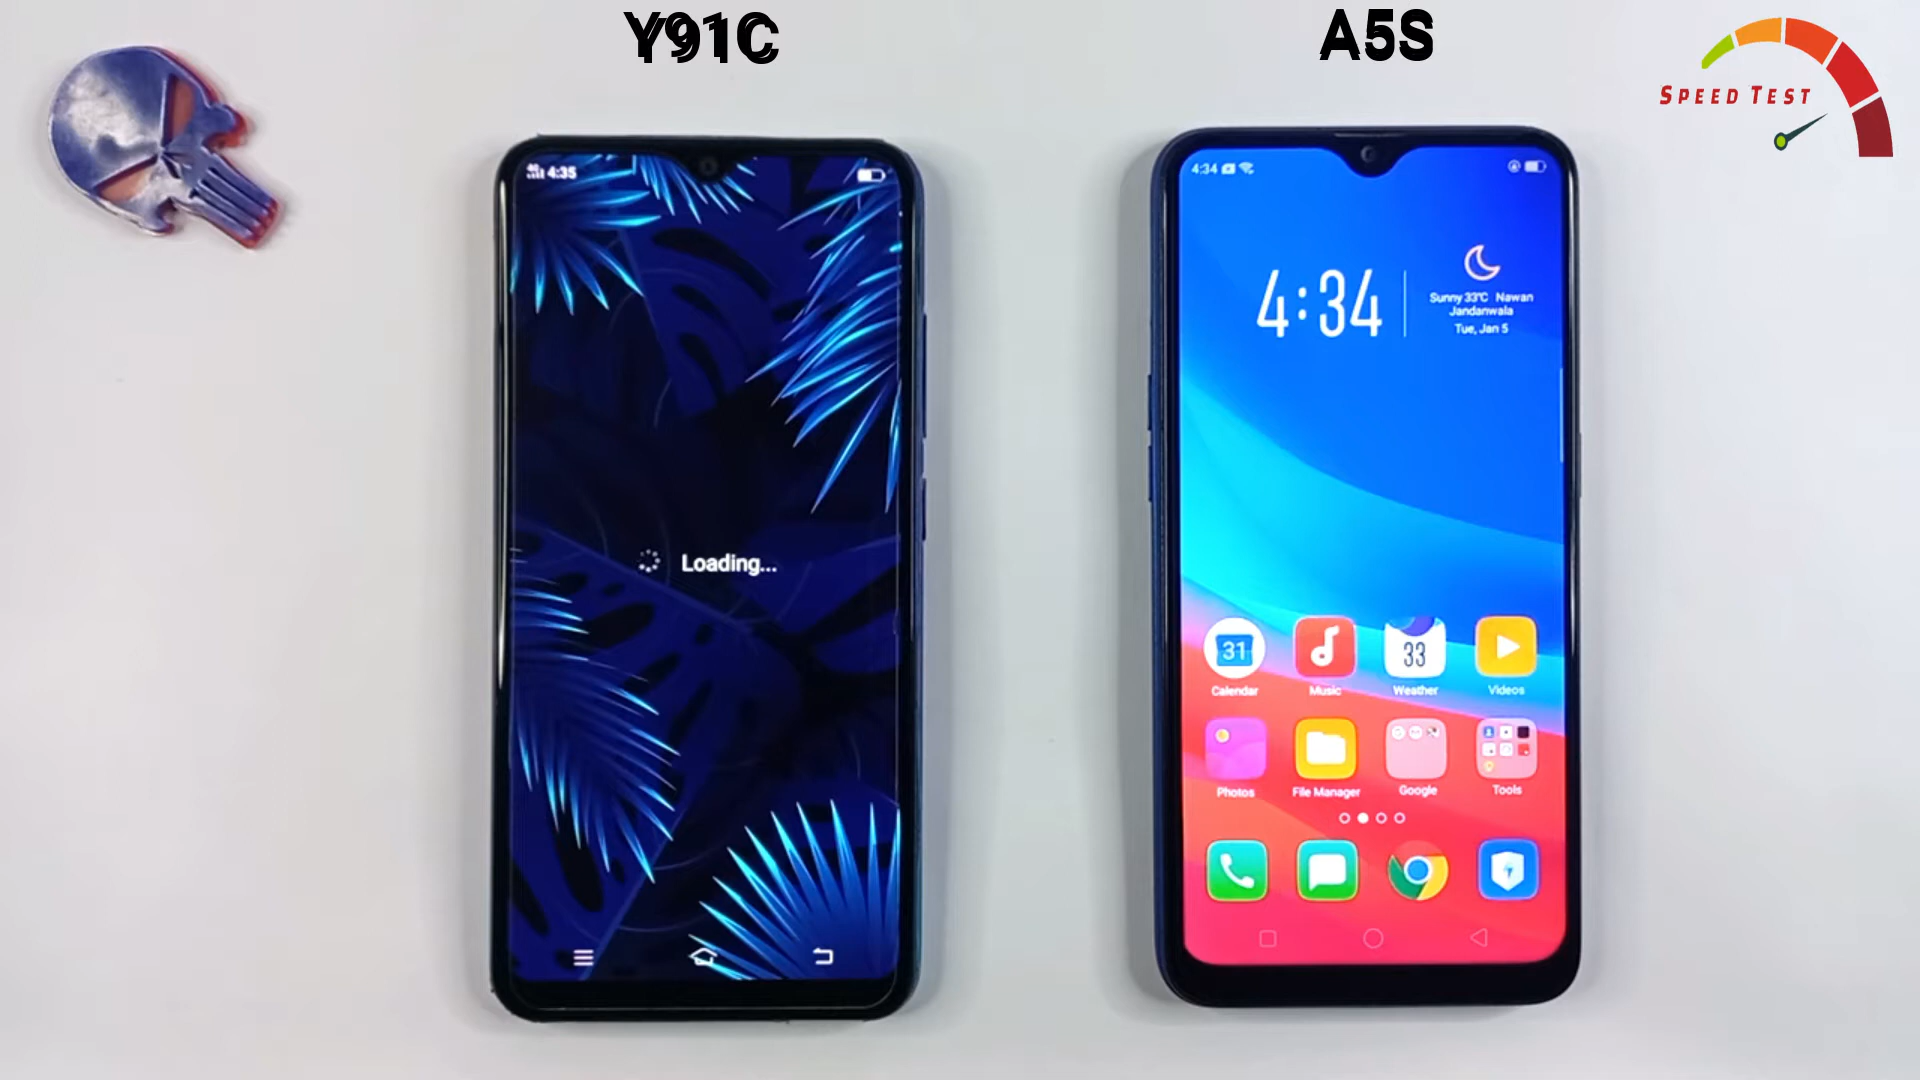 Y91C
A5S
SPEED TEST
4:35
4:34
4:34
Sunny 33°C Nawan
Jandanwala
Tue, Jan 5
Loading...
31
33
Calendar
Music
Weather
Videos
Photos
File Manager
Google
Tools